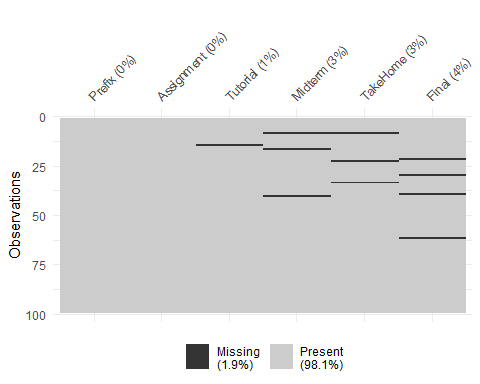 Prefix (0%)
Assignment (0%)
Tutorial (1%)
Midterm (3%)
TakeHome (3%)
Final (4%)
Observations
0
25
50
75
100
Missing
(1.9%)
Present
(98.1%)